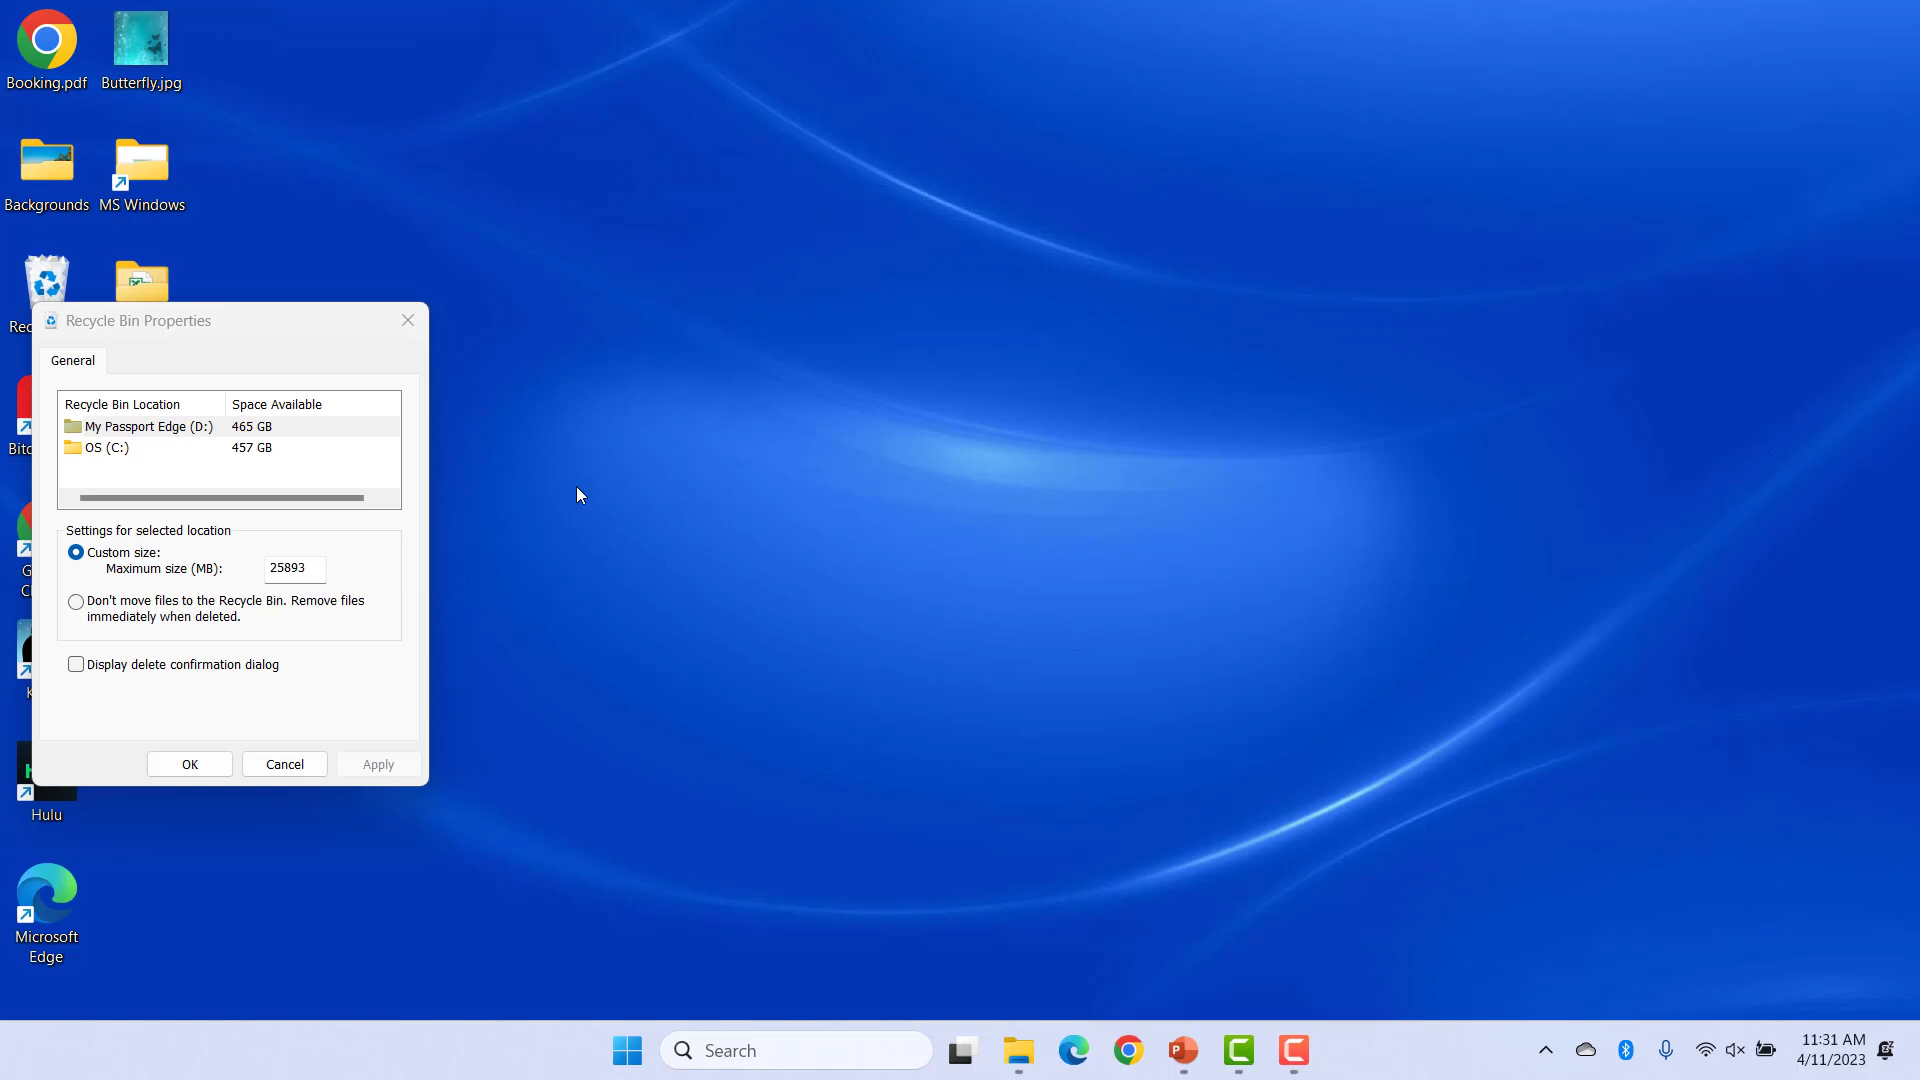 Booking.pdf
Butterfly.jpg
Backgrounds
MS Windows
Rec
Recycle Bin Properties
General
Recycle Bin Location
Space Available
My Passport Edge (D:)
465 GB
OS (C:)
457 GB
Settings for selected location
Custom size:
Maximum size (MB):
25893
Don't move files to the Recycle Bin. Remove files
immediately when deleted.
Display delete confirmation dialog
OK
Cancel
Apply
Bitd
G
Cl
K
Hulu
Microsoft
Edge
Search
11:31 AM
4/11/2023